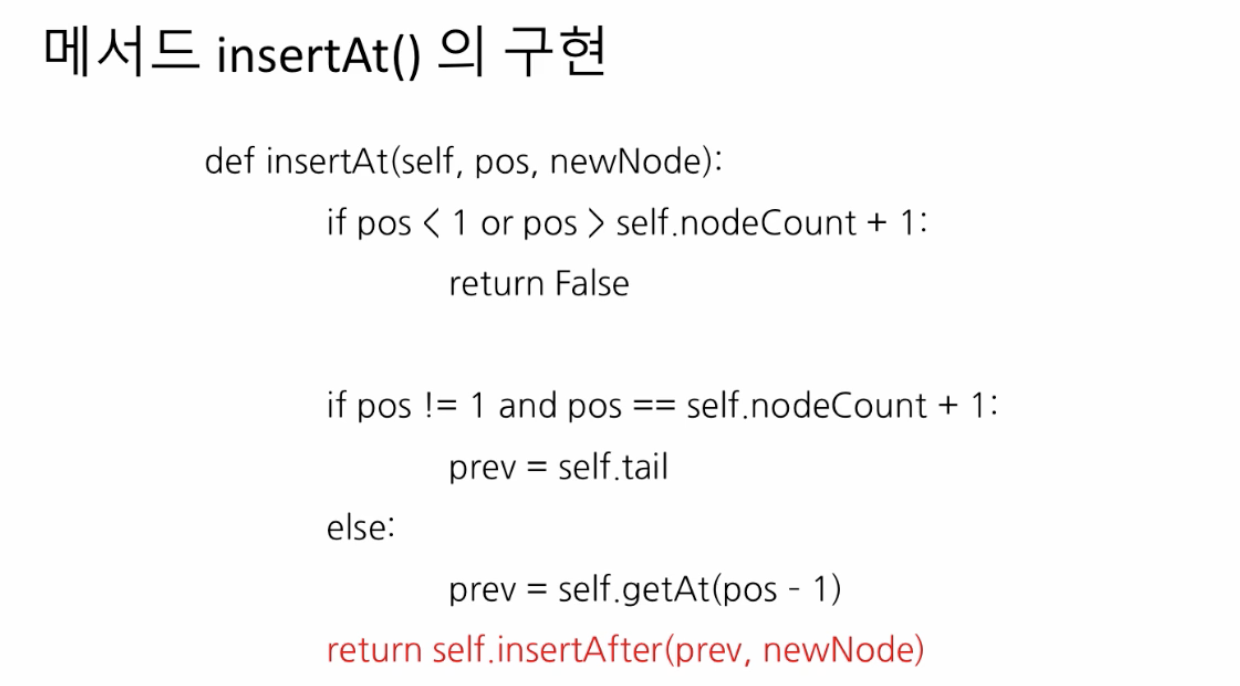 메서드 insertAt() 의 구현
def insertAt(self, pos, newNode):
if pos < 1 or pos > self.nodeCount + 1:
return False
if pos != 1 and pos == self.nodeCount + 1:
prev = self.tail
else:
prev = self.getAt(pos - 1)
return self.insertAfter(prev, newNode)